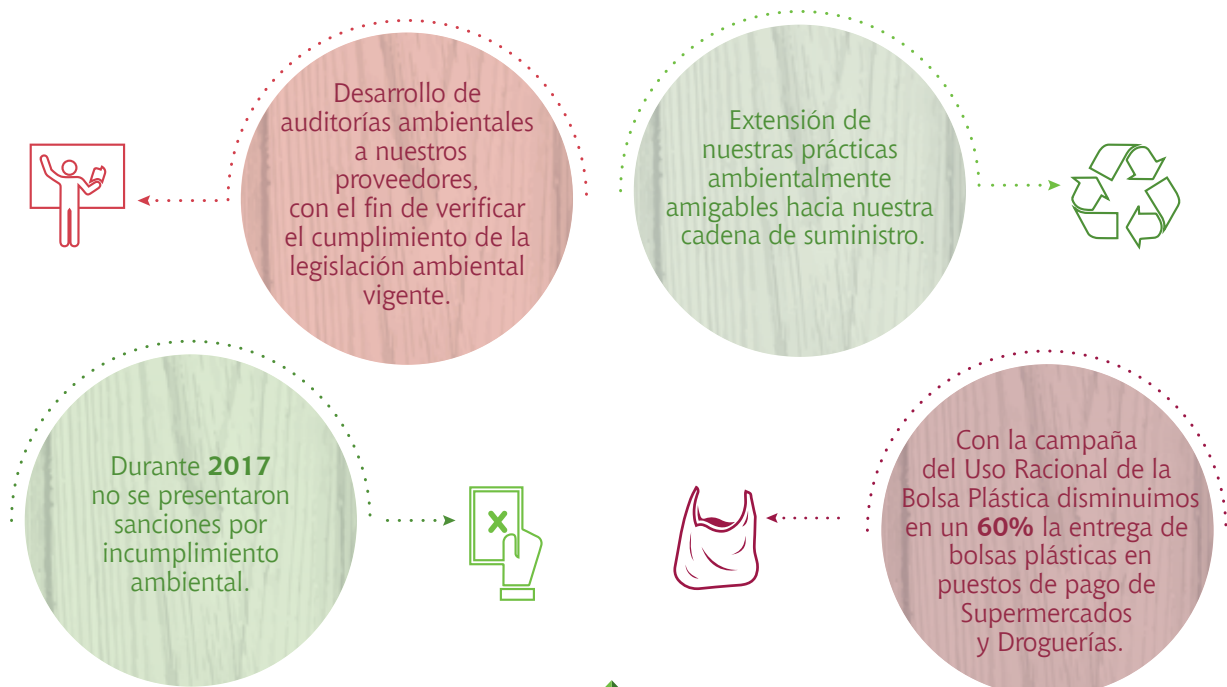 Desarrollo de
auditorías ambientales
a nuestros
proveedores,
con el fin de verificar
el cumplimiento de la
legislación ambiental
vigente.
Extensión de
nuestras prácticas
ambientalmente
amigables hacia nuestra
cadena de suministro.
Durante 2017
no se presentaron
sanciones por
incumplimiento
ambiental.
Con la campaña
del Uso Racional de la
Bolsa Plástica disminuimos
en un 60% la entrega de
bolsas plásticas en
puestos de pago de
Supermercados
y Droguerías.